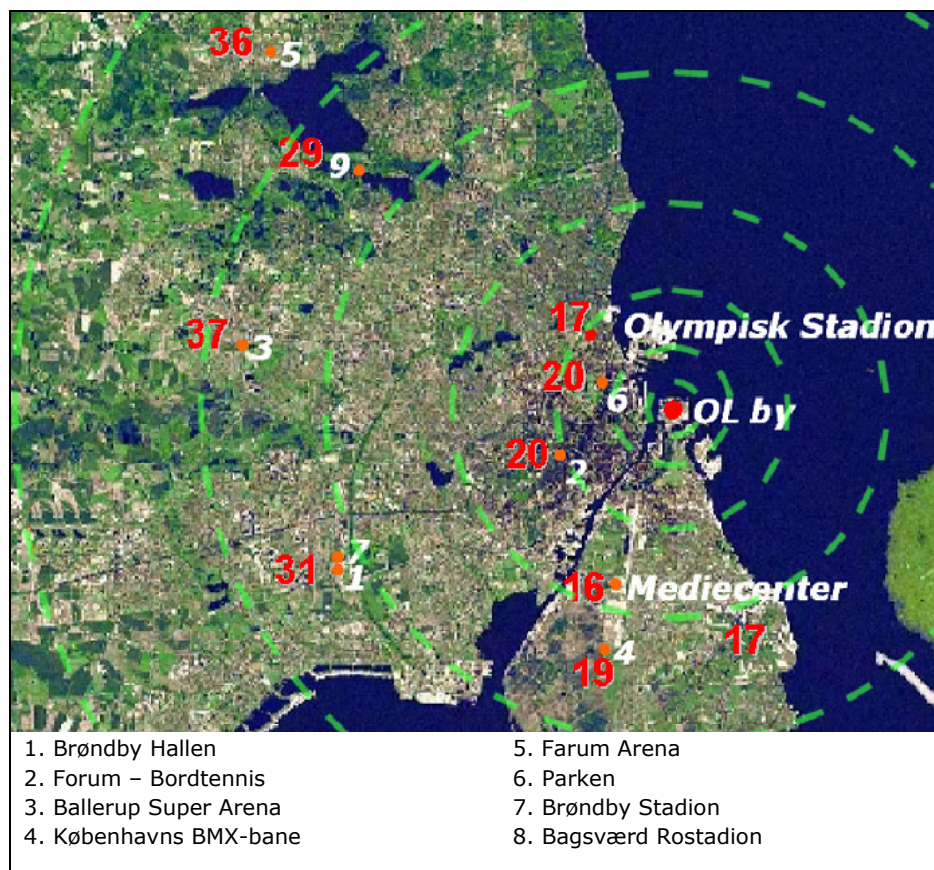 36
5
29
9
17
Olympisk Stadion
37
3
20
6
OL by
20
2
7
31
1
16
Mediecenter
17
4
19
1. Brøndby Hallen
2. Forum – Bordtennis
3. Ballerup Super Arena
4. Københavns BMX-bane
5. Farum Arena
6. Parken
7. Brøndby Stadion
8. Bagsværd Rostadion